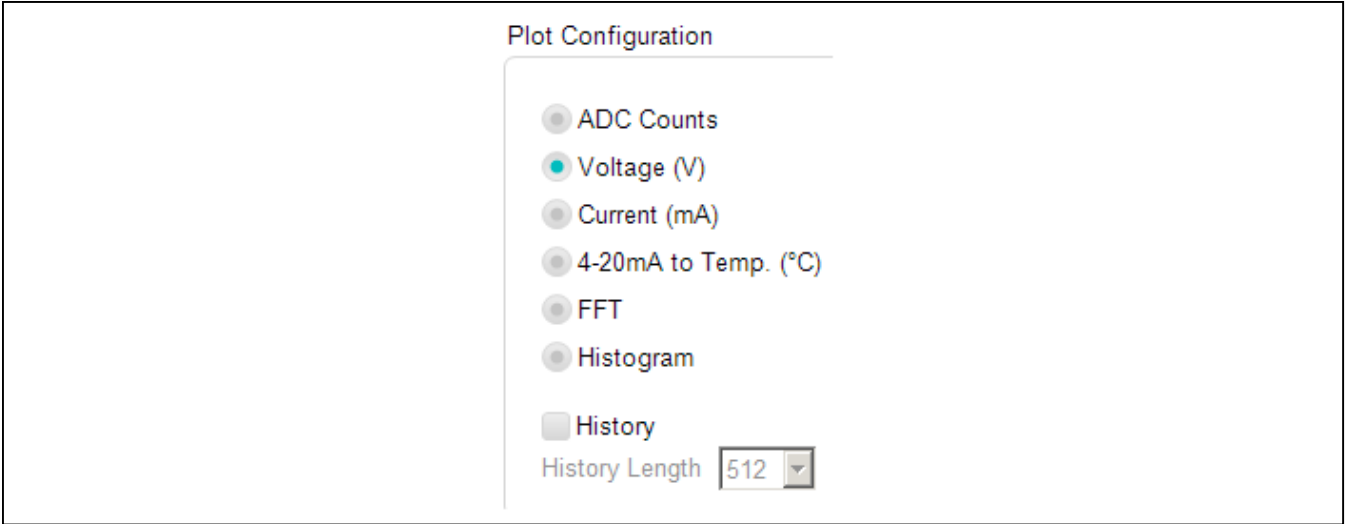 Plot Configuration
ADC Counts
Voltage (V)
Current (mA)
4-20mA to Temp. (°C)
FFT
Histogram
History
History Length 512